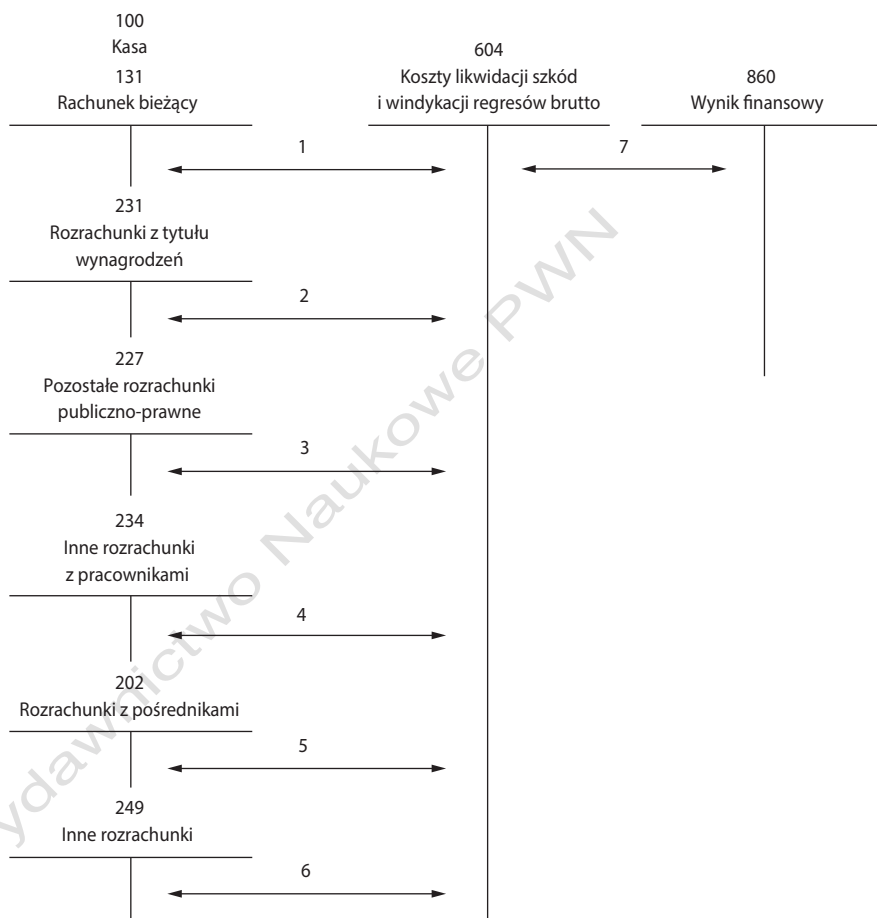 100
Kasa
131
Rachunek bieżący
604
Koszty likwidacji szkód
i windykacji regresów brutto
860
Wynik finansowy
1
7
231
Rozrachunki z tytułu
wynagrodzeń
2
227
Pozostałe rozrachunki
publiczno-prawne
3
234
Inne rozrachunki
z pracownikami
4
202
Rozrachunki z pośrednikami
5
249
Inne rozrachunki
6
ydawnictwo Naukowe PWN